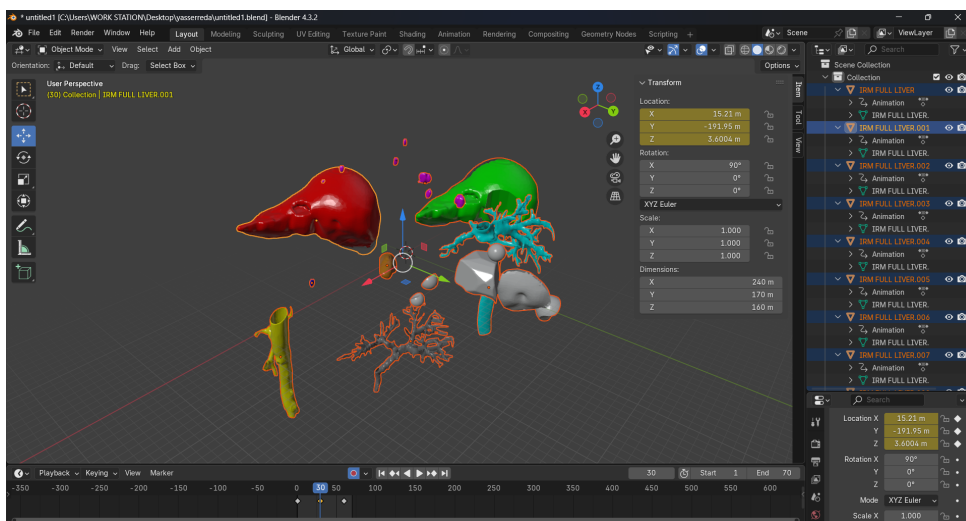 * untitled1 [C:\Users\WORK STATION\Desktop\yasserreda\untitled1.blend] - Blender 4.3.2
File Edit Render Window Help Layout Modeling Sculpting UV Editing Texture Paint Shading Animation Rendering Compositing Geometry Nodes Scripting + Scene ViewLayer
Object Mode View Select Add Object Global Search
Orientation: Default Drag: Select Box Options
User Perspective
(30) Collection | IRM FULL LIVER.001
Z
Y
X
Transform
Location:
X 15.21 m
Y -191.95 m
Z 3.6004 m
Rotation:
X 90°
Y 0°
Z 0°
XYZ Euler
Scale:
X 1.000
Y 1.000
Z 1.000
Dimensions:
X 240 m
Y 170 m
Z 160 m
Item
Tool
View
Scene Collection
Collection
IRM FULL LIVER
Animation
IRM FULL LIVER.
IRM FULL LIVER.001
Animation
IRM FULL LIVER.
IRM FULL LIVER.002
Animation
IRM FULL LIVER.
IRM FULL LIVER.003
Animation
IRM FULL LIVER.
IRM FULL LIVER.004
Animation
IRM FULL LIVER.
IRM FULL LIVER.005
Animation
IRM FULL LIVER.
IRM FULL LIVER.006
Animation
IRM FULL LIVER.
IRM FULL LIVER.007
Animation
IRM FULL LIVER.
Search
Location X 15.21 m
Y -191.95 m
Z 3.6004 m
Rotation X 90°
Y 0°
Z 0°
Mode XYZ Euler
Scale X 1.000
Playback Keying View Marker 30 Start 1 End 70
-350 -300 -250 -200 -150 -100 -50 0 30 50 100 150 200 250 300 350 400 450 500 550 600